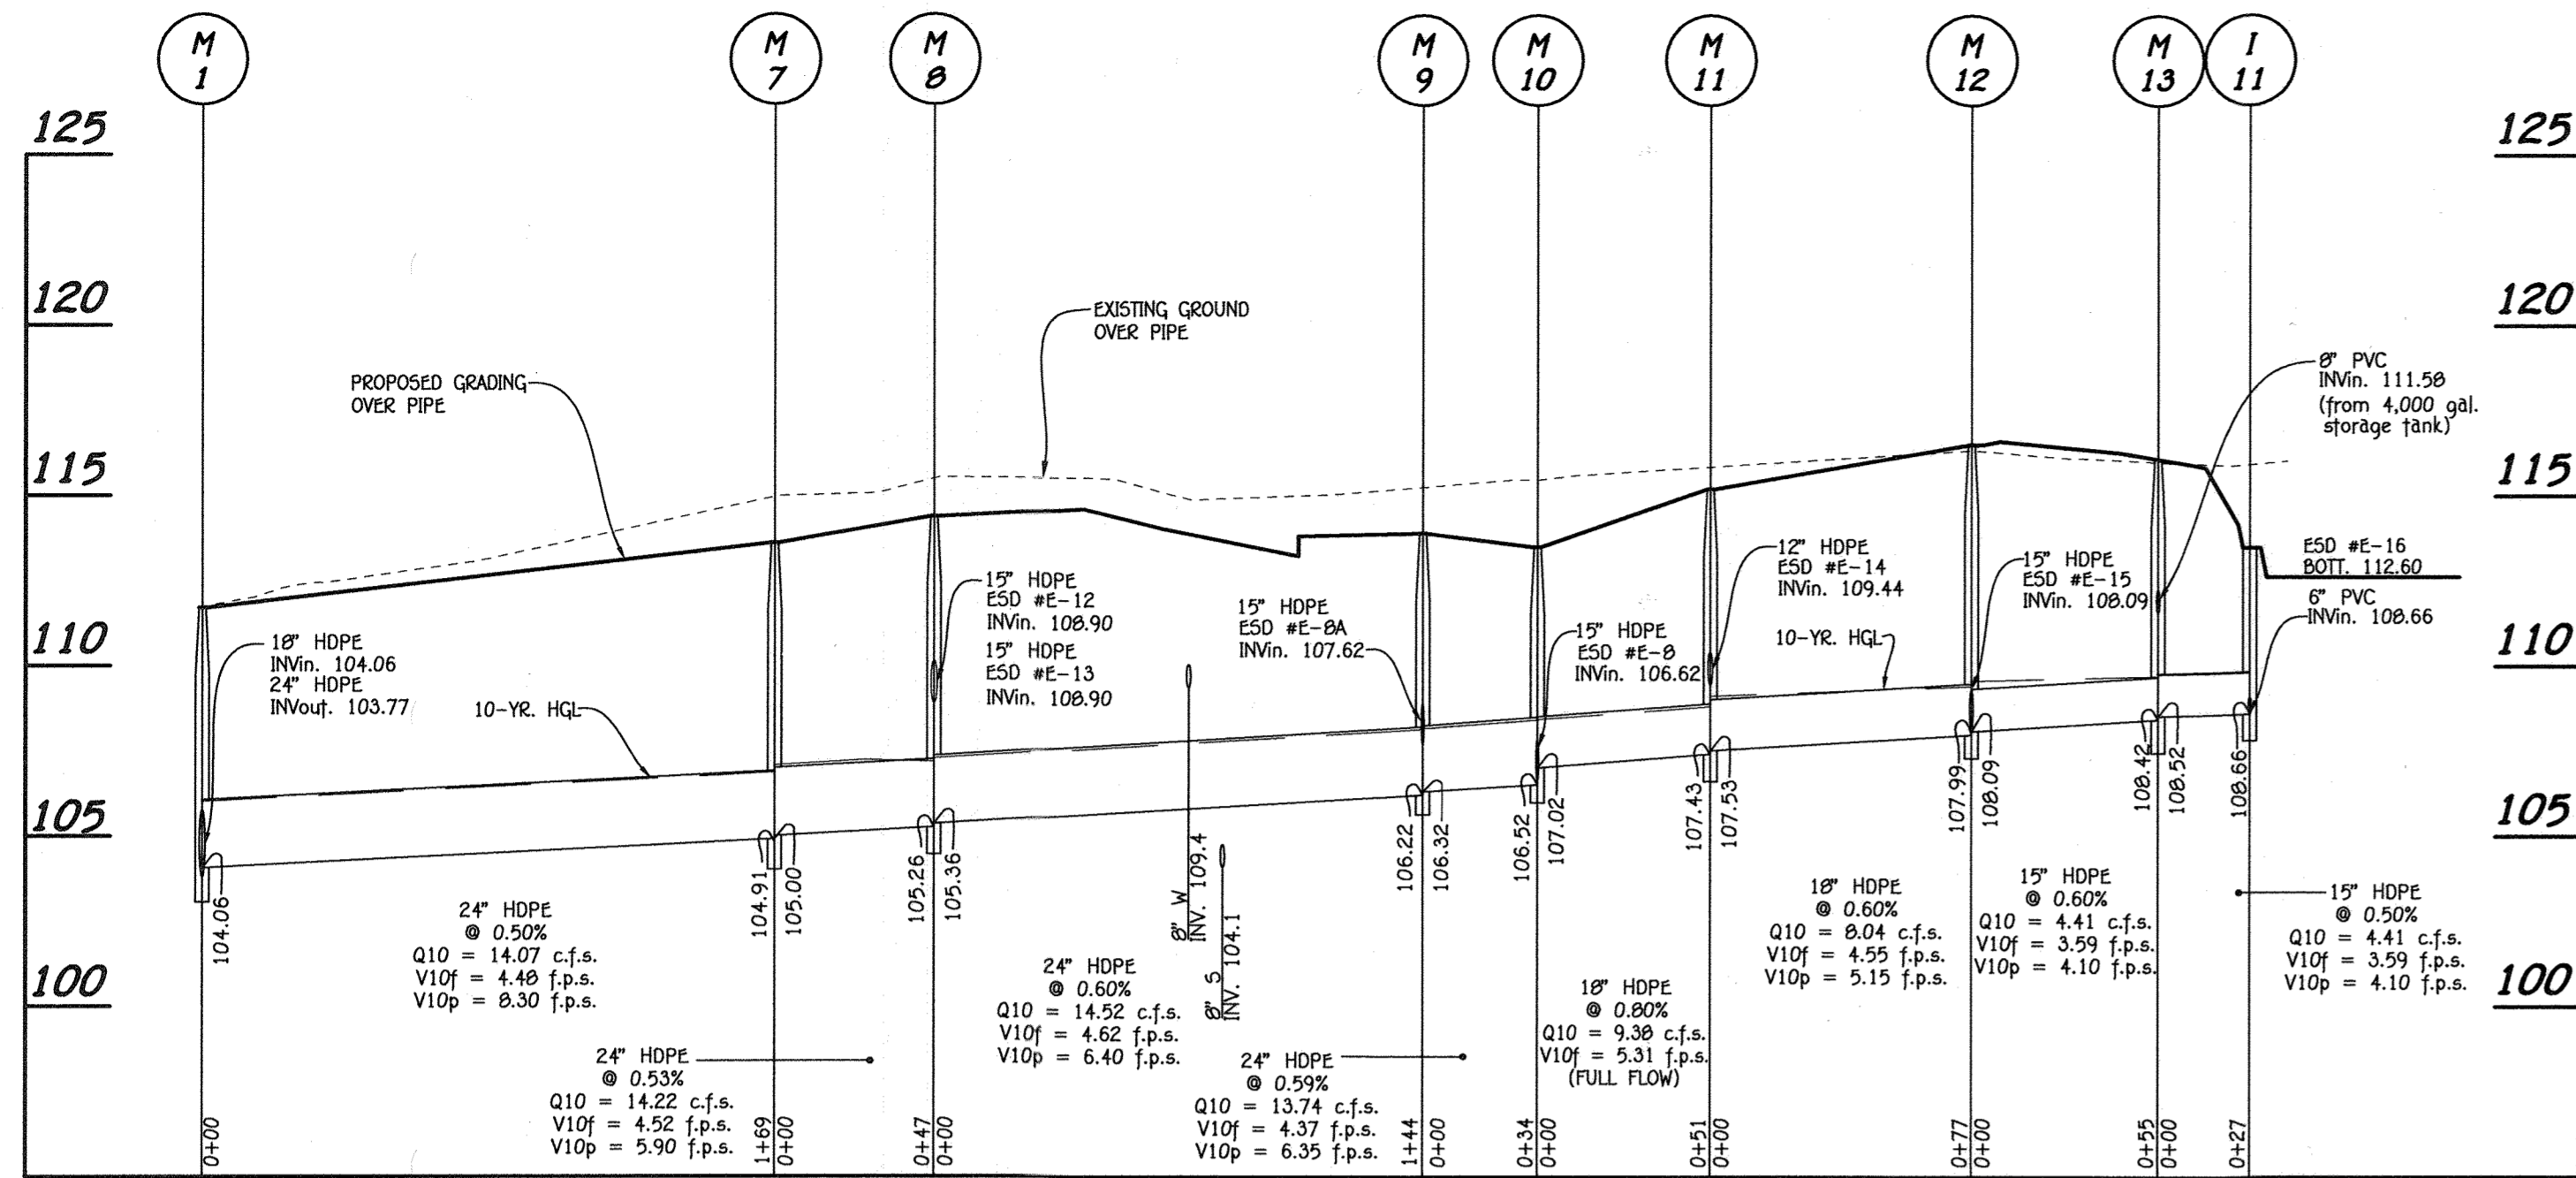 M
1
M
7
M
8
M
9
M
10
M
11
M
12
M
13
I
11
125
125
120
120
115
115
110
110
105
105
100
100
EXISTING GROUND
OVER PIPE
PROPOSED GRADING
OVER PIPE
8" PVC
INVin. 111.58
(from 4,000 gal.
storage tank)
18" HDPE
INVin. 104.06
24" HDPE
INVout. 103.77
10-YR. HGL
15" HDPE
ESD #E-12
INVin. 108.90
15" HDPE
ESD #E-13
INVin. 108.90
15" HDPE
ESD #E-8A
INVin. 107.62
15" HDPE
ESD #E-8
INVin. 106.62
12" HDPE
ESD #E-14
INVin. 109.44
10-YR. HGL
15" HDPE
ESD #E-15
INVin. 108.09
ESD #E-16
BOTT. 112.60
6" PVC
INVin. 108.66
104.06
104.91
105.00
105.26
105.36
8" W
INV. 109.4
8" S
INV. 104.1
106.22
106.32
106.52
107.02
107.43
107.53
107.99
108.09
108.42
108.52
108.66
24" HDPE
@ 0.50%
Q10 = 14.07 c.f.s.
V10f = 4.48 f.p.s.
V10p = 8.30 f.p.s.
24" HDPE
@ 0.53%
Q10 = 14.22 c.f.s.
V10f = 4.52 f.p.s.
V10p = 5.90 f.p.s.
24" HDPE
@ 0.60%
Q10 = 14.52 c.f.s.
V10f = 4.62 f.p.s.
V10p = 6.40 f.p.s.
24" HDPE
@ 0.59%
Q10 = 13.74 c.f.s.
V10f = 4.37 f.p.s.
V10p = 6.35 f.p.s.
18" HDPE
@ 0.80%
Q10 = 9.38 c.f.s.
V10f = 5.31 f.p.s.
(FULL FLOW)
18" HDPE
@ 0.60%
Q10 = 8.04 c.f.s.
V10f = 4.55 f.p.s.
V10p = 5.15 f.p.s.
15" HDPE
@ 0.60%
Q10 = 4.41 c.f.s.
V10f = 3.59 f.p.s.
V10p = 4.10 f.p.s.
15" HDPE
@ 0.50%
Q10 = 4.41 c.f.s.
V10f = 3.59 f.p.s.
V10p = 4.10 f.p.s.
0+00
1+69
0+00
0+47
0+00
1+44
0+00
0+34
0+00
0+51
0+00
0+77
0+00
0+55
0+00
0+27